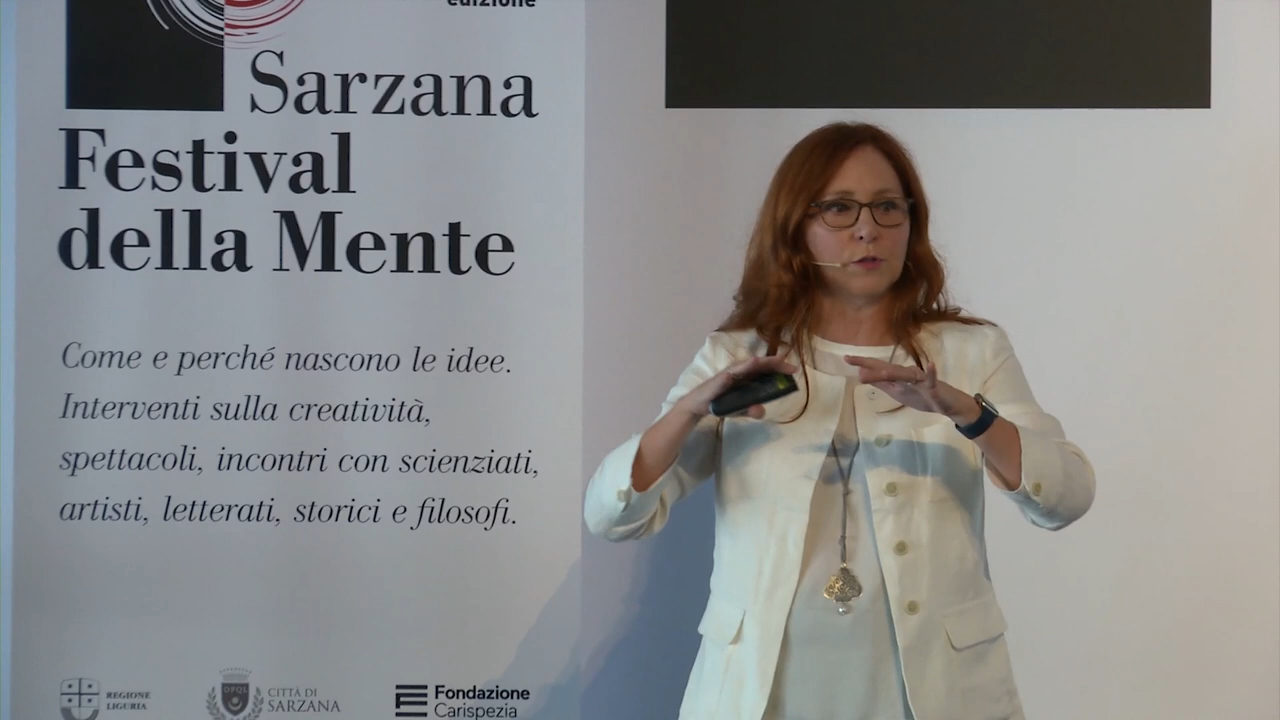 edizione
Sarzana
Festival
della Mente
Come e perché nascono le idee.
Interventi sulla creatività,
spettacoli, incontri con scienziati,
artisti, letterati, storici e filosofi.
REGIONE
LIGURIA
CITTÀ DI
SARZANA
Fondazione
Carispezia